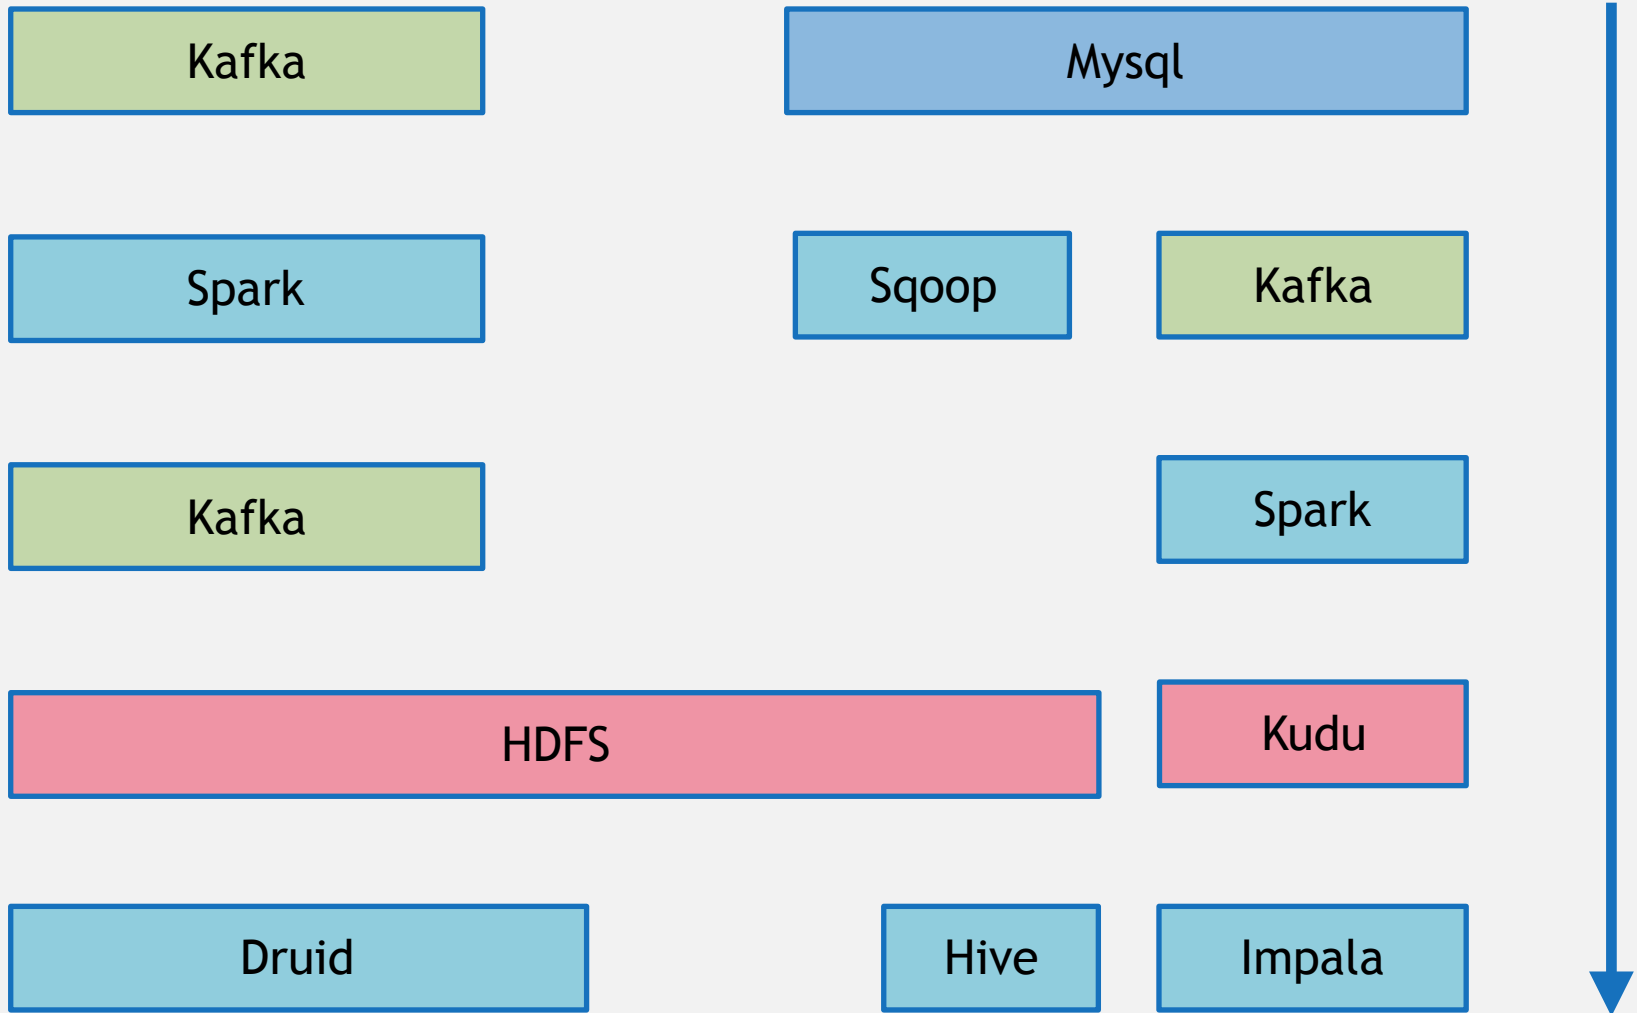 Kafka
Mysql
Spark
Sqoop
Kafka
Kafka
Spark
HDFS
Kudu
Druid
Hive
Impala